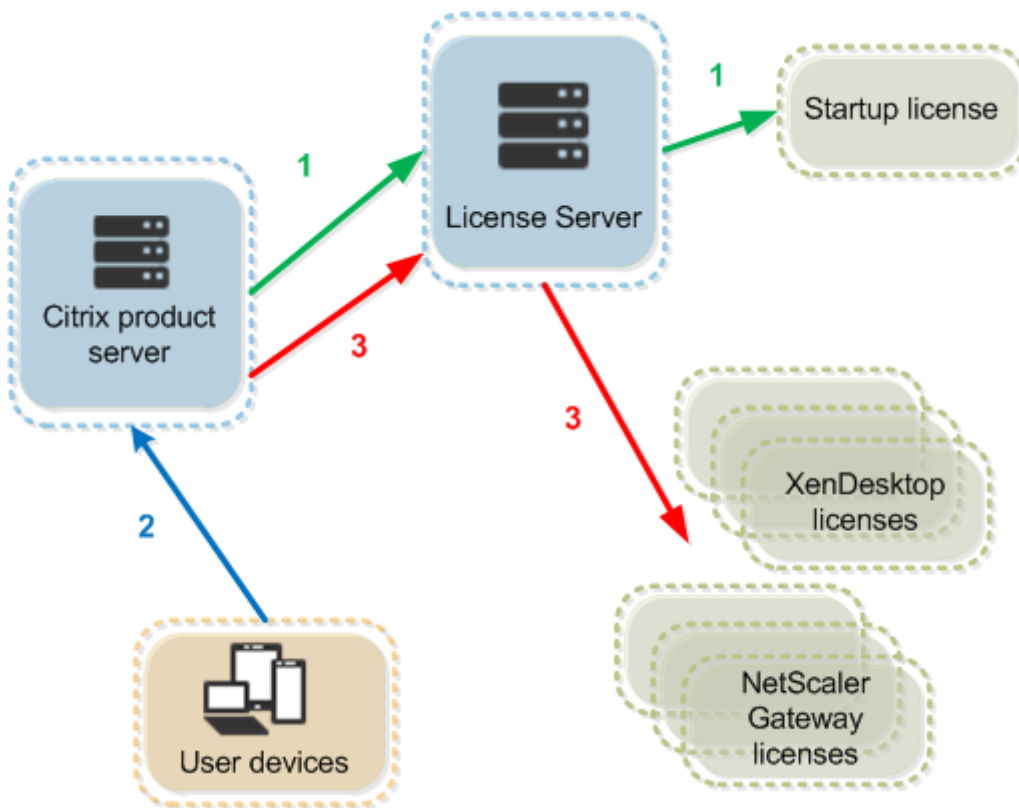 1
Startup license
1
License Server
Citrix product
server
3
3
XenDesktop
licenses
2
NetScaler
Gateway
licenses
User devices